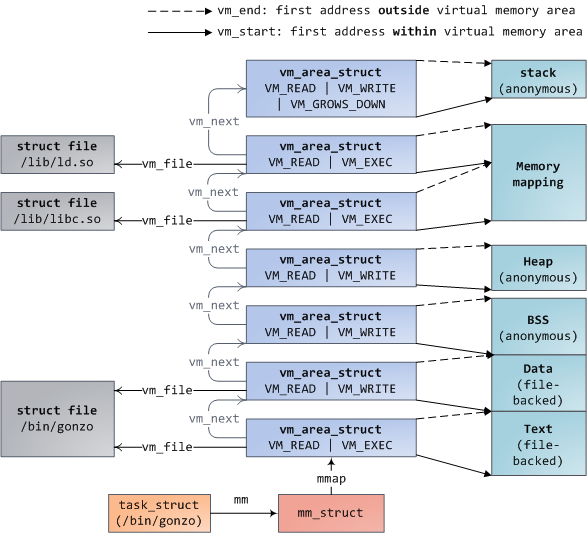 vm_end: first address outside virtual memory area
vm_start: first address within virtual memory area
vm_area_struct
VM_READ | VM_WRITE
| VM_GROWS_DOWN
stack
(anonymous)
vm_next
struct file
/lib/ld.so
vm_file
vm_area_struct
VM_READ | VM_EXEC
Memory
mapping
vm_next
struct file
/lib/libc.so
vm_file
vm_area_struct
VM_READ | VM_EXEC
vm_next
vm_area_struct
VM_READ | VM_WRITE
Heap
(anonymous)
vm_next
vm_area_struct
VM_READ | VM_WRITE
BSS
(anonymous)
vm_next
vm_area_struct
VM_READ | VM_WRITE
vm_file
Data
(file-
backed)
struct file
/bin/gonzo
vm_next
vm_area_struct
VM_READ | VM_EXEC
vm_file
Text
(file-
backed)
mmap
task_struct
(/bin/gonzo)
mm
mm_struct